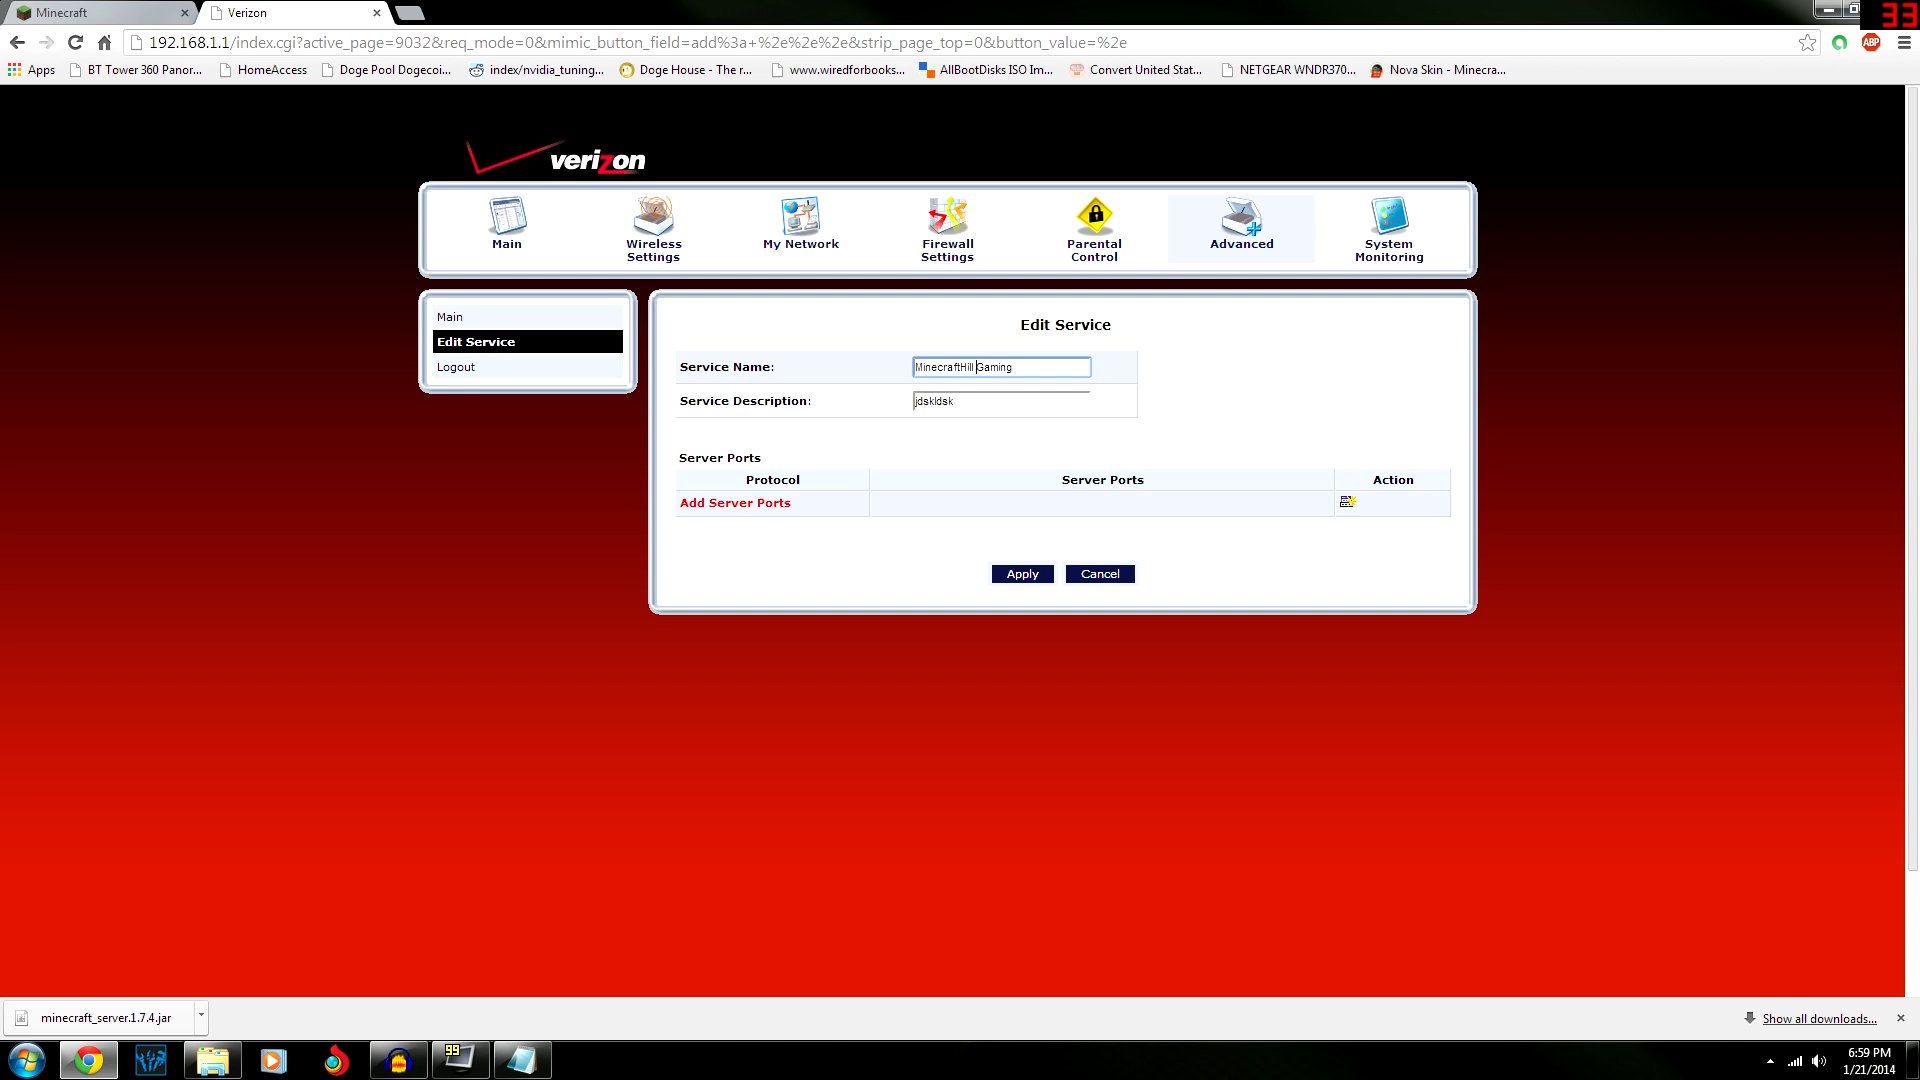 Minecraft
Verizon
33
192.168.1.1/index.cgi?active_page=9032&req_mode=0&mimic_button_field=add%3a+%2e%2e%2e&strip_page_top=0&button_value=%2e
ABP
Apps
BT Tower 360 Panor...
HomeAccess
Doge Pool Dogecoi...
index/nvidia_tuning...
Doge House - The r...
www.wiredforbooks...
AllBootDisks ISO Im...
Convert United Stat...
NETGEAR WNDR370...
Nova Skin - Minecra...
verizon
Main
Wireless
Settings
My Network
Firewall
Settings
Parental
Control
Advanced
System
Monitoring
Main
Edit Service
Logout
Edit Service
Service Name:
MinecraftHill Gaming
Service Description:
jdskldsk
Server Ports
Protocol
Server Ports
Action
Add Server Ports
Apply
Cancel
minecraft_server.1.7.4.jar
Show all downloads...
99
6:59 PM
1/21/2014